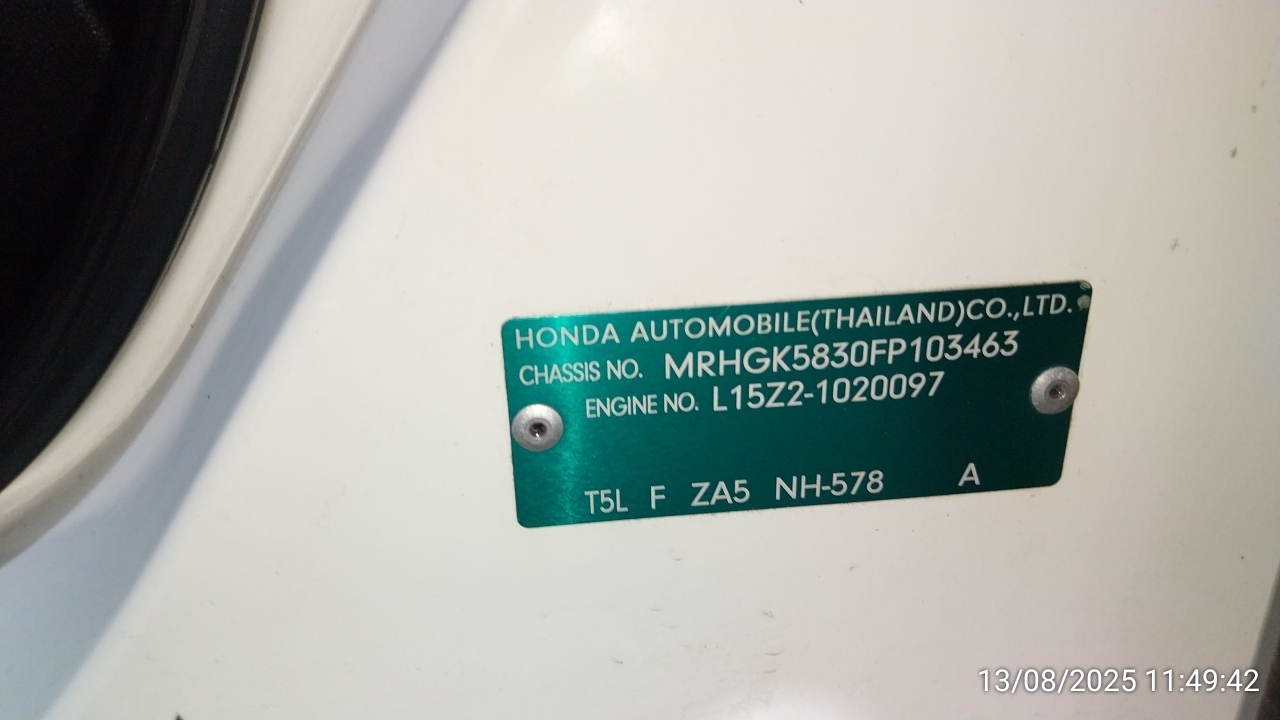 HONDA AUTOMOBILE(THAILAND)CO.,LTD.
CHASSIS NO. MRHGK5830FP103463
ENGINE NO. L15Z2-1020097
T5L F ZA5 NH-578 A
13/08/2025 11:49:42